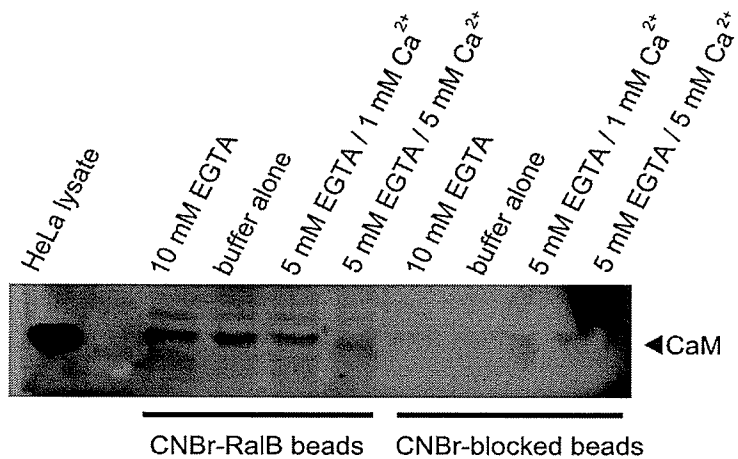 HeLa lysate
10 mM EGTA
buffer alone
5 mM EGTA / 1 mM Ca²⁺
5 mM EGTA / 5 mM Ca²⁺
10 mM EGTA
buffer alone
5 mM EGTA / 1 mM Ca²⁺
5 mM EGTA / 5 mM Ca²⁺
◄CaM
CNBr-RalB beads
CNBr-blocked beads